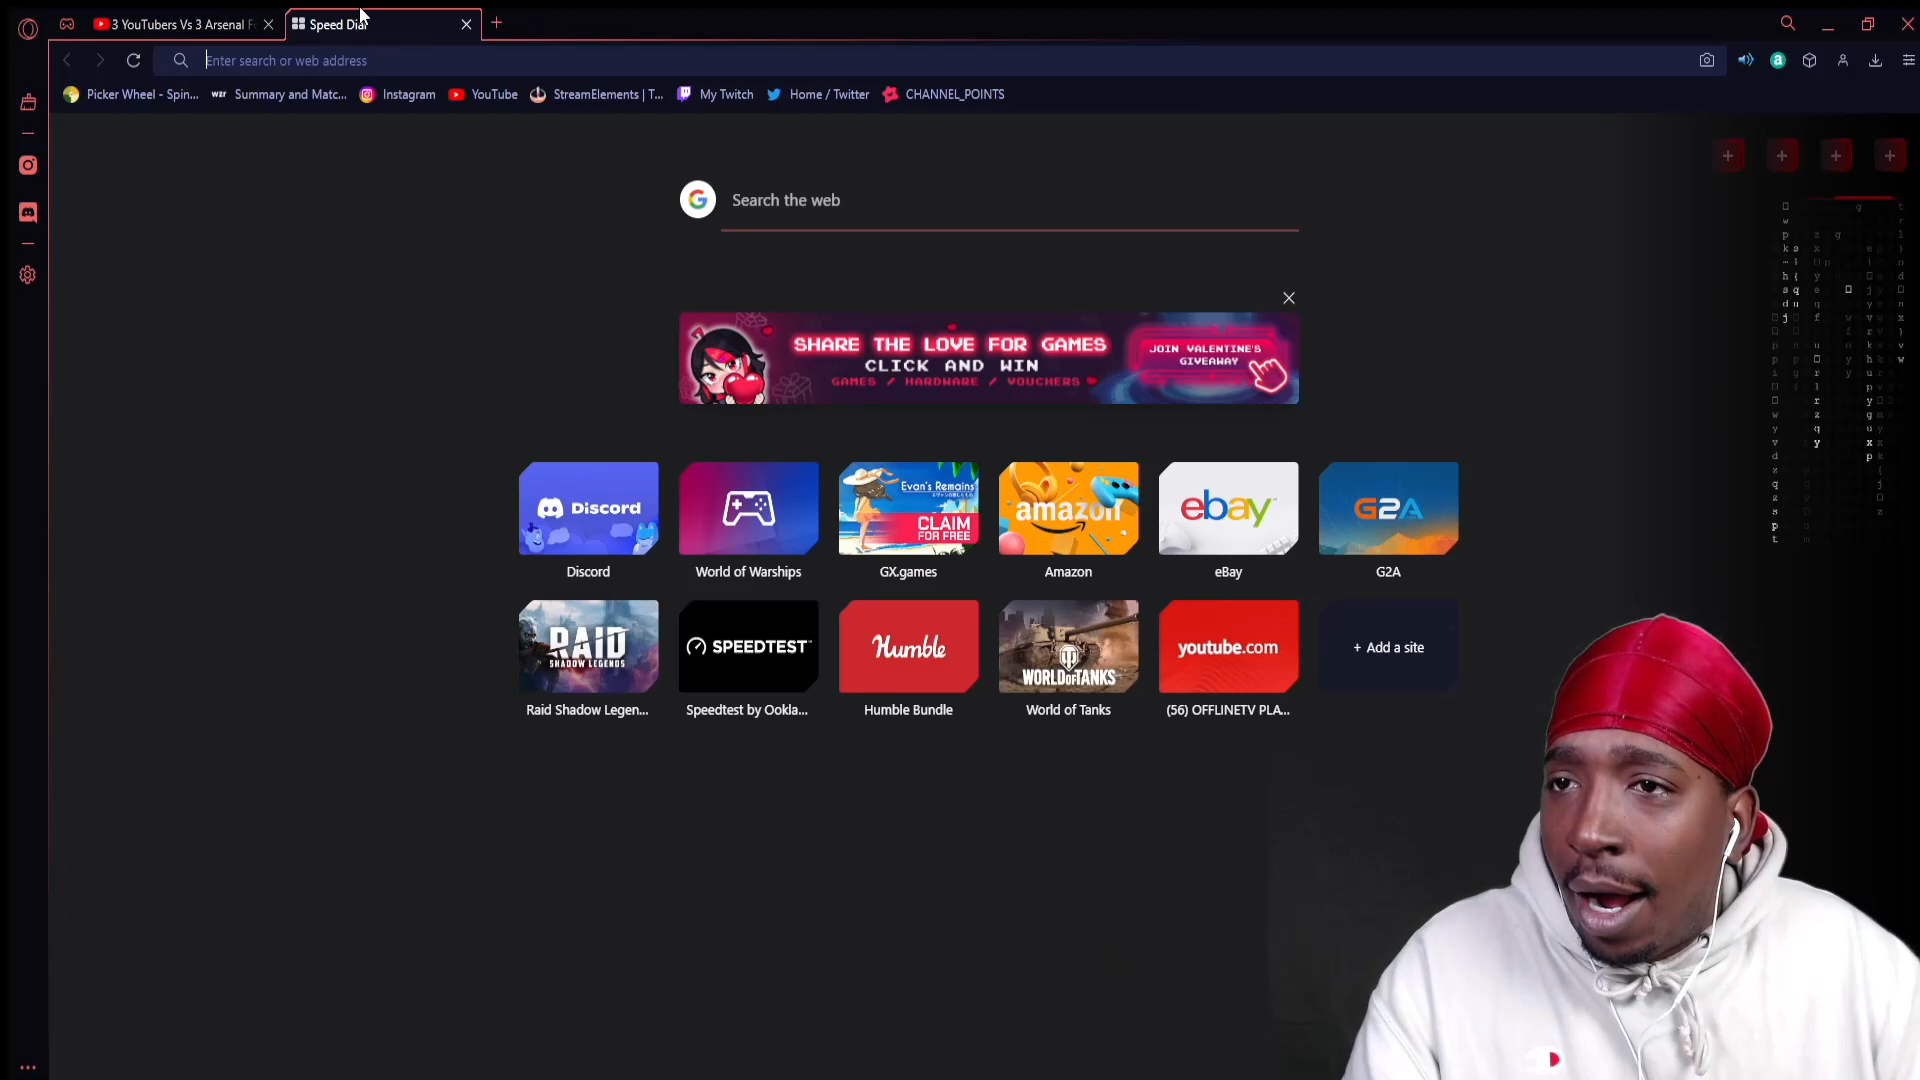 3 YouTubers Vs 3 Arsenal F
Speed Dial
Enter search or web address
Picker Wheel - Spin...
wzr Summary and Matc...
Instagram
YouTube
StreamElements | T...
My Twitch
Home / Twitter
CHANNEL_POINTS
Search the web
SHARE THE LOVE FOR GAMES
CLICK AND WIN
GAMES / HARDWARE / VOUCHERS
JOIN VALENTINE'S
GIVEAWAY
Discord
Evan's Remains
CLAIM
FOR FREE
amazon
ebay
G2A
Discord
World of Warships
GX.games
Amazon
eBay
G2A
RAID
SHADOW LEGENDS
SPEEDTEST
Humble
WORLD OF TANKS
youtube.com
+ Add a site
Raid Shadow Legen...
Speedtest by Ookla...
Humble Bundle
World of Tanks
(56) OFFLINETV PLA...